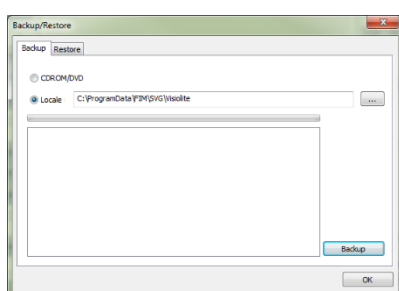 Backup/Restore
Backup Restore
CDROM/DVD
Locale C:\ProgramData\FIM\SVG\Visiolite ...
Backup
OK